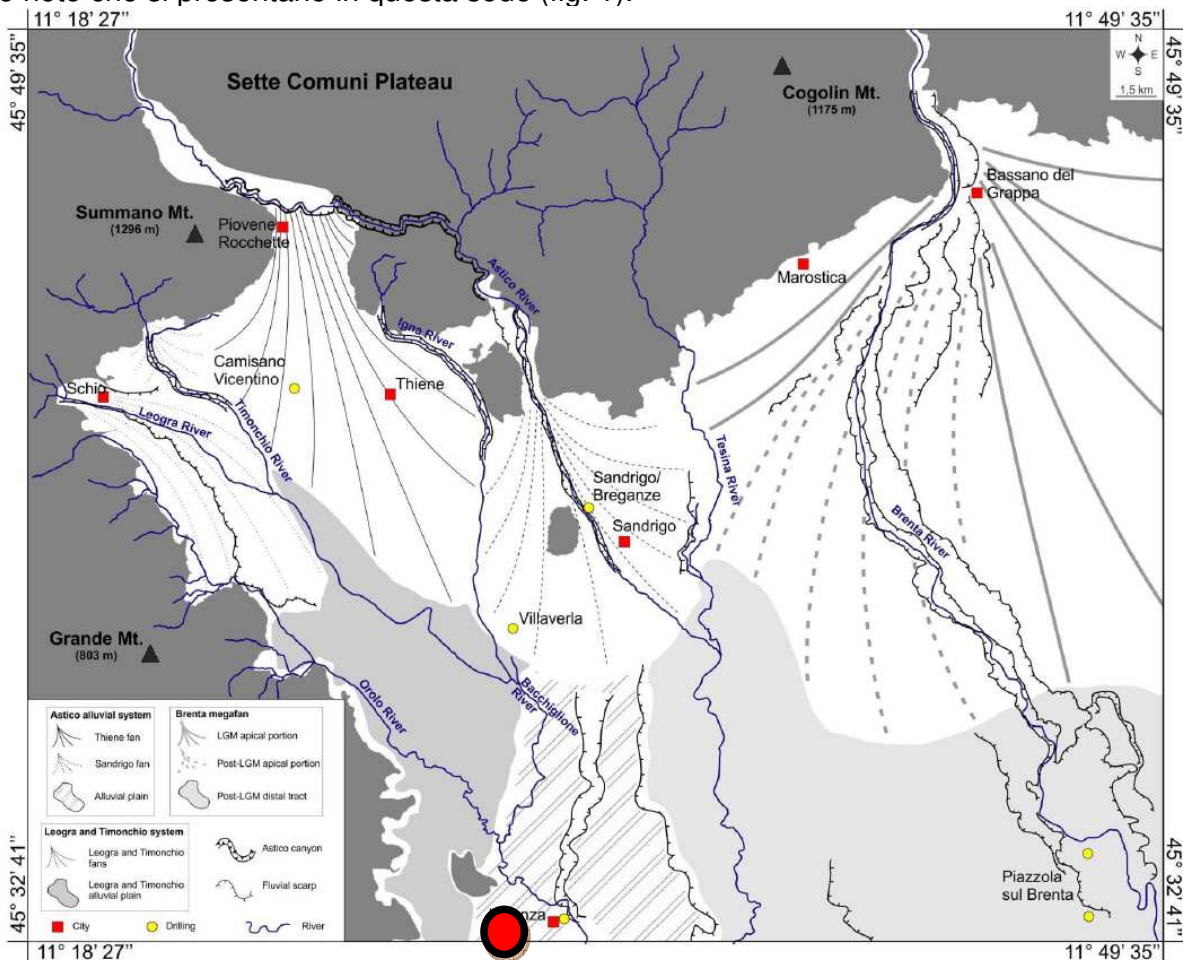 11° 18' 27"
11° 49' 35"
45° 49' 35"
45° 49' 35"
N
W E
S
1,5 km
Sette Comuni Plateau
Cogolin Mt.
(1175 m)
Bassano del
Grappa
Summano Mt.
(1296 m)
Piovene
Rocchette
Astico River
Marostica
Igna River
Camisano
Vicentino
Schio
Thiene
Leogra River
Timonchio River
Tesina River
Sandrigo/
Breganze
Sandrigo
Brenta River
Villaverla
Grande Mt.
(803 m)
Orolo River
Bacchiglione
River
Astico alluvial system
Thiene fan
Sandrigo fan
Alluvial plain
Brenta megafan
LGM apical portion
Post-LGM apical portion
Post-LGM distal tract
Leogra and Timonchio system
Leogra and Timonchio
fans
Leogra and Timonchio
alluvial plain
Astico canyon
Fluvial scarp
City
Drilling
River
Piazzola
sul Brenta
nza
45° 32' 41"
45° 32' 41"
11° 18' 27"
11° 49' 35"